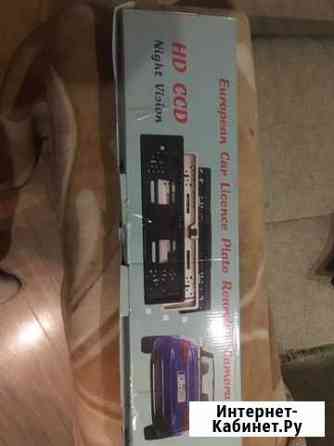 European Car Licence Plate Rearview Camera
HD CCD
Night Vision
Интернет-
Кабинет.Ру